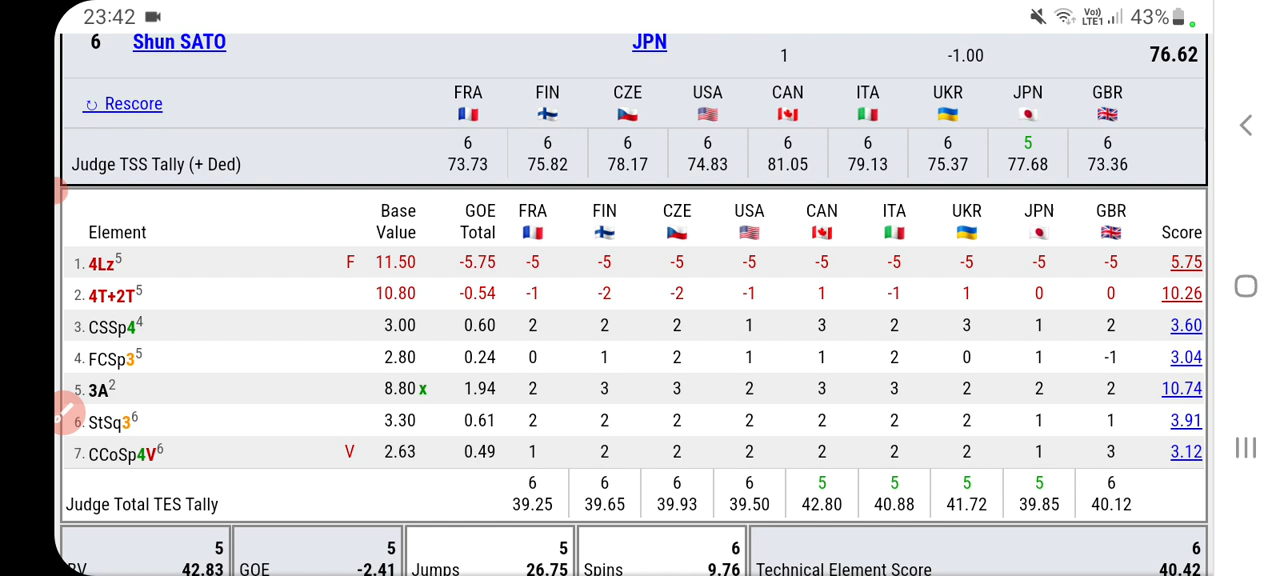 23:42 Vo)) LTE1 43%
6 Shun SATO JPN 1 -1.00 76.62
↻ Rescore FRA FIN CZE USA CAN ITA UKR JPN GBR
6 6 6 6 6 6 6 5 6
Judge TSS Tally (+ Ded) 73.73 75.82 78.17 74.83 81.05 79.13 75.37 77.68 73.36
Base GOE FRA FIN CZE USA CAN ITA UKR JPN GBR
Element Value Total Score
1. 4Lz5 F 11.50 -5.75 -5 -5 -5 -5 -5 -5 -5 -5 -5 5.75
2. 4T+2T5 10.80 -0.54 -1 -2 -2 -1 1 -1 1 0 0 10.26
3. CSSp44 3.00 0.60 2 2 2 1 3 2 3 1 2 3.60
4. FCSp35 2.80 0.24 0 1 2 1 1 2 0 1 -1 3.04
5. 3A2 8.80 x 1.94 2 3 3 2 3 3 2 2 2 10.74
6. StSq36 3.30 0.61 2 2 2 2 2 2 2 1 1 3.91
7. CCoSp4V6 V 2.63 0.49 1 2 2 2 2 2 2 1 3 3.12
6 6 6 6 5 5 5 5 6
Judge Total TES Tally 39.25 39.65 39.93 39.50 42.80 40.88 41.72 39.85 40.12
5 5 5 6 6
BV 42.83 GOE -2.41 Jumps 26.75 Spins 9.76 Technical Element Score 40.42